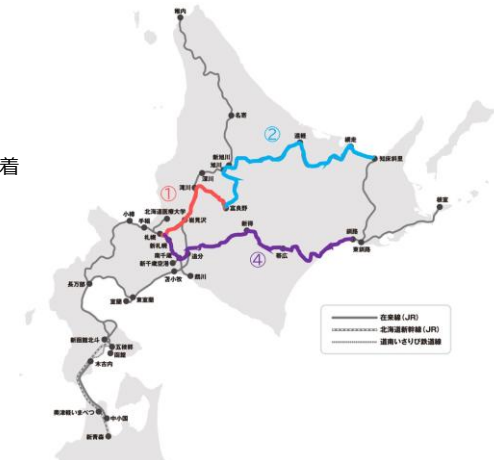 稚内
名寄
②
遠軽
網走
新旭川
旭川
知床斜里
着
深川
滝川
①
北海道医療大学
富良野
根室
小樽
手稲
岩見沢
札幌
新札幌
新得
釧路
南千歳
追分
④
帯広
東釧路
新千歳空港
長万部
苫小牧
鵡川
室蘭
東室蘭
在来線(JR)
北海道新幹線(JR)
道南いさりび鉄道線
新函館北斗
五稜郭
函館
木古内
奥津軽いまべつ
中小国
新青森